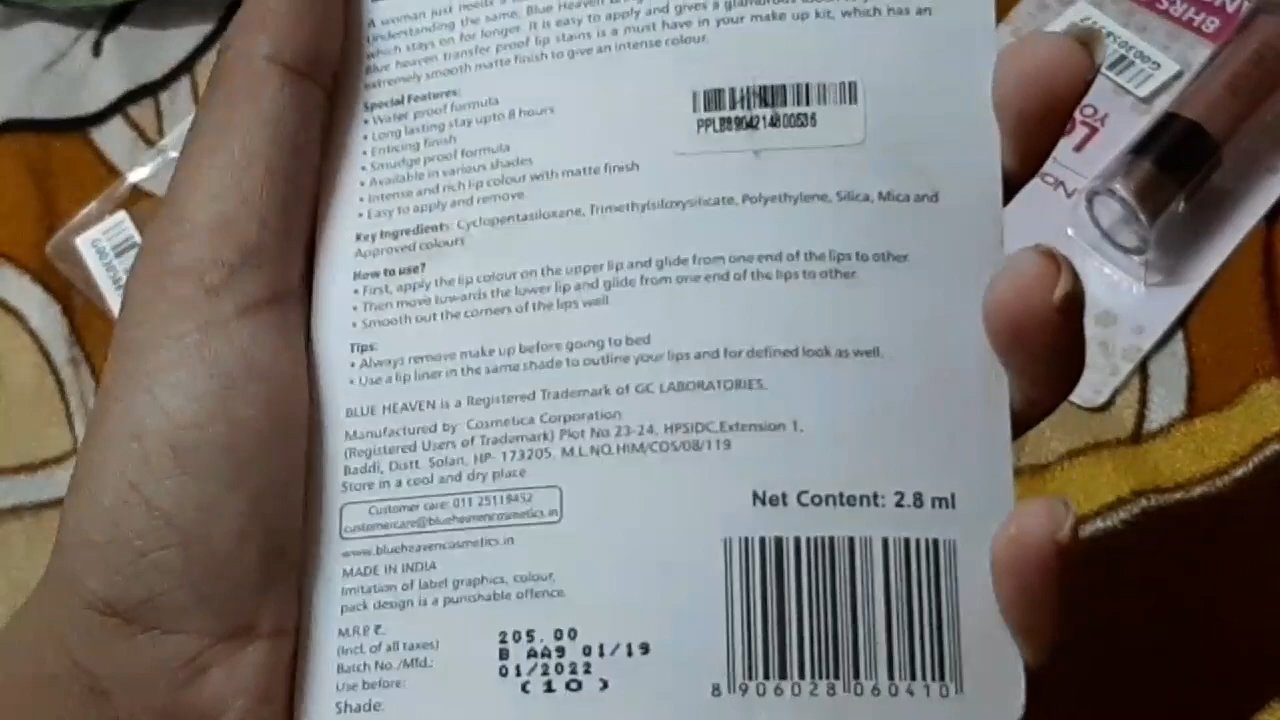 A woman just needs a
Understanding the same, Blue Heaven
which stays on for longer. It is easy to apply and gives a glamorous
Blue heaven transfer proof lip stains is a must have in your make up kit, which has an
extremely smooth matte finish to give an intense colour.
Special Features:
• Water proof formula
• Long lasting stay upto 8 hours
• Enticing finish
• Smudge proof formula
• Available in various shades
• Intense and rich lip colour with matte finish
• Easy to apply and remove
PPLB8904214800536
Key Ingredients: Cyclopentasiloxane, Trimethylsiloxysilicate, Polyethylene, Silica, Mica and
Approved colours
How to use?
• First, apply the lip colour on the upper lip and glide from one end of the lips to other.
• Then move towards the lower lip and glide from one end of the lips to other.
• Smooth out the corners of the lips well
Tips:
• Always remove make up before going to bed
• Use a lip liner in the same shade to outline your lips and for defined look as well.
BLUE HEAVEN is a Registered Trademark of GC LABORATORIES.
Manufactured by: Cosmetica Corporation
(Registered Users of Trademark) Plot No 23-24, HPSIDC,Extension 1,
Baddi, Distt. Solan, HP- 173205. M.L.NO.HIM/COS/08/119
Store in a cool and dry place
Customer care: 011 25119452
customercare@blueheavencosmetics.in
www.blueheavencosmetics.in
MADE IN INDIA
Imitation of label graphics, colour,
pack design is a punishable offence
Net Content: 2.8 ml
M.R.P ₹.
(Incl. of all taxes)
Batch No./Mfd.:
Use before:
Shade:
205.00
B AA9 01/19
01/2022
(10)
8 906028 060410
8HRS